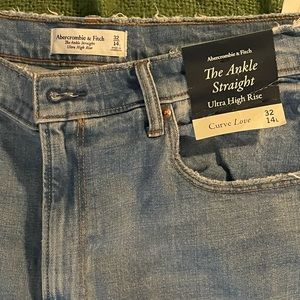 Abercrombie & Fitch
The Ankle Straight
Ultra High Rise
32
14L
Abercrombie & Fitch
The Ankle
Straight
Ultra High Rise
Curve Love
32
14L